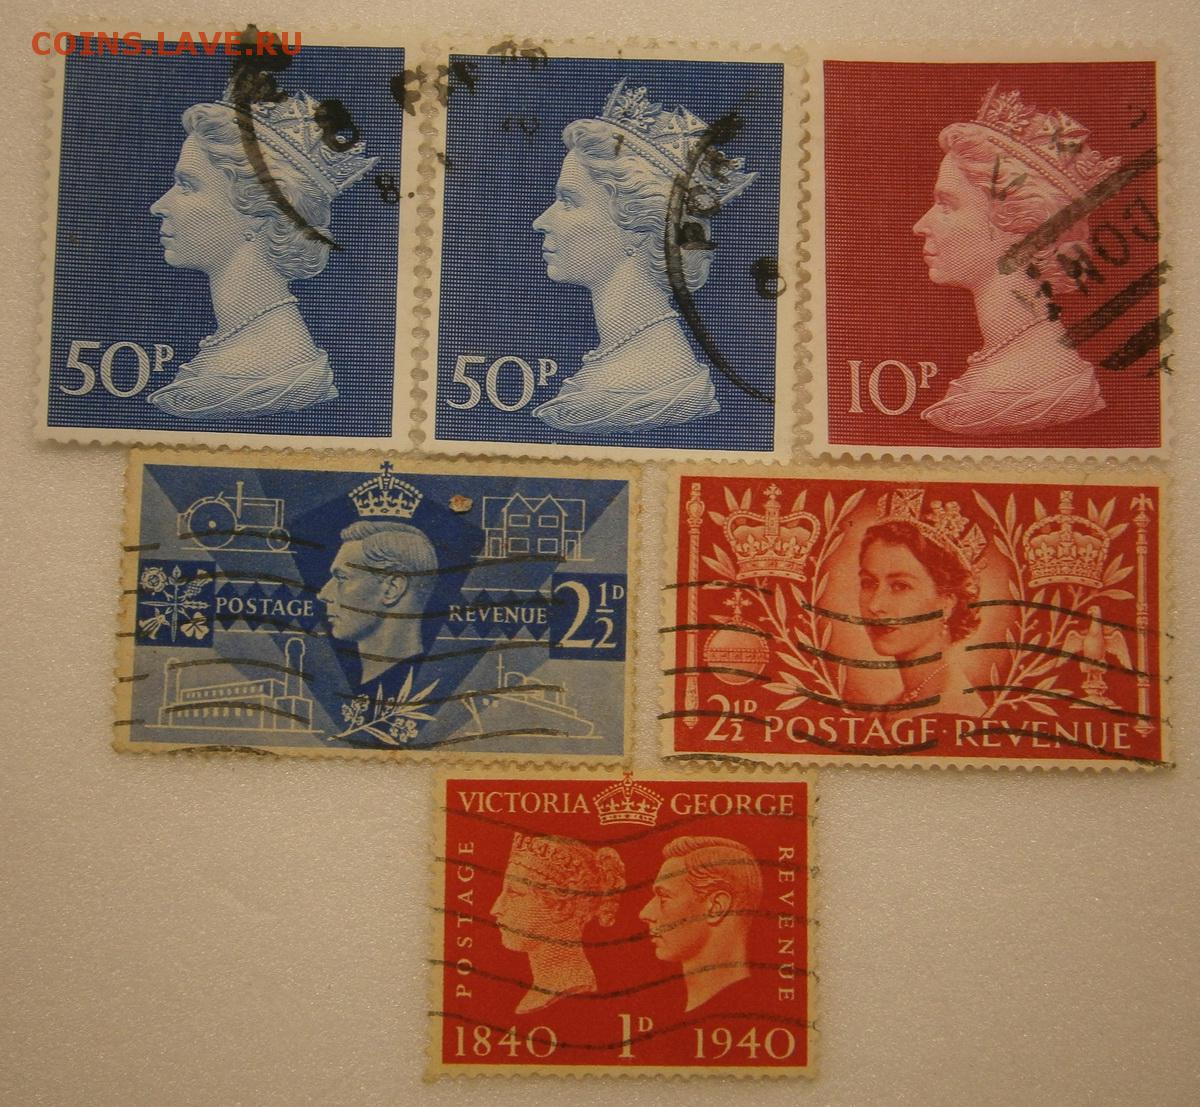 COINS.LAVE.RU
50P
50P
10P
POSTAGE
REVENUE
2½D
2½D POSTAGE·REVENUE
VICTORIA GEORGE
POSTAGE
REVENUE
1840 1D 1940